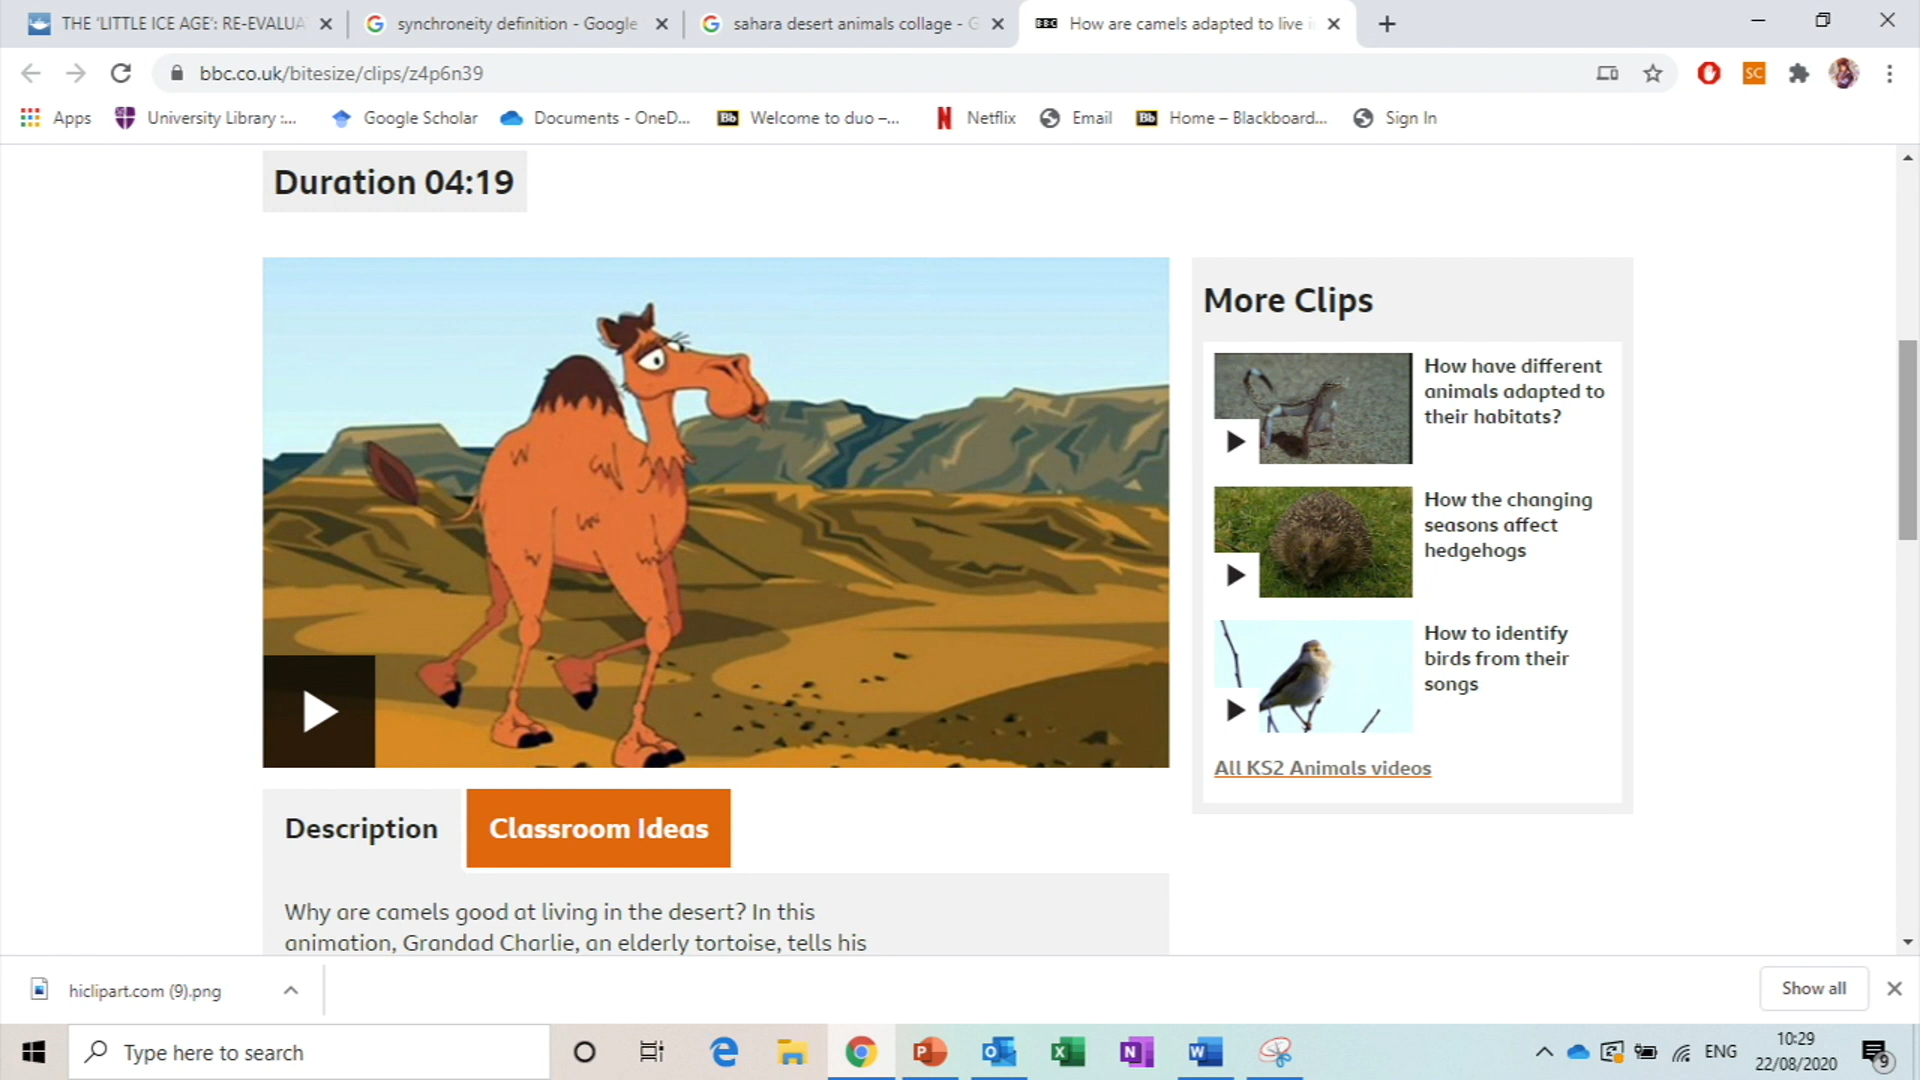 THE 'LITTLE ICE AGE': RE-EVALUA
synchroneity definition - Google
sahara desert animals collage - G
BBC
How are camels adapted to live i
bbc.co.uk/bitesize/clips/z4p6n39
SC
Apps
University Library :...
Google Scholar
Documents - OneD...
Bb
Welcome to duo –...
N
Netflix
Email
Bb
Home – Blackboard...
Sign In
Duration 04:19
More Clips
How have different
animals adapted to
their habitats?
How the changing
seasons affect
hedgehogs
How to identify
birds from their
songs
All KS2 Animals videos
Description
Classroom Ideas
Why are camels good at living in the desert? In this
animation, Grandad Charlie, an elderly tortoise, tells his
hiclipart.com (9).png
Show all
Type here to search
ENG
10:29
22/08/2020
9